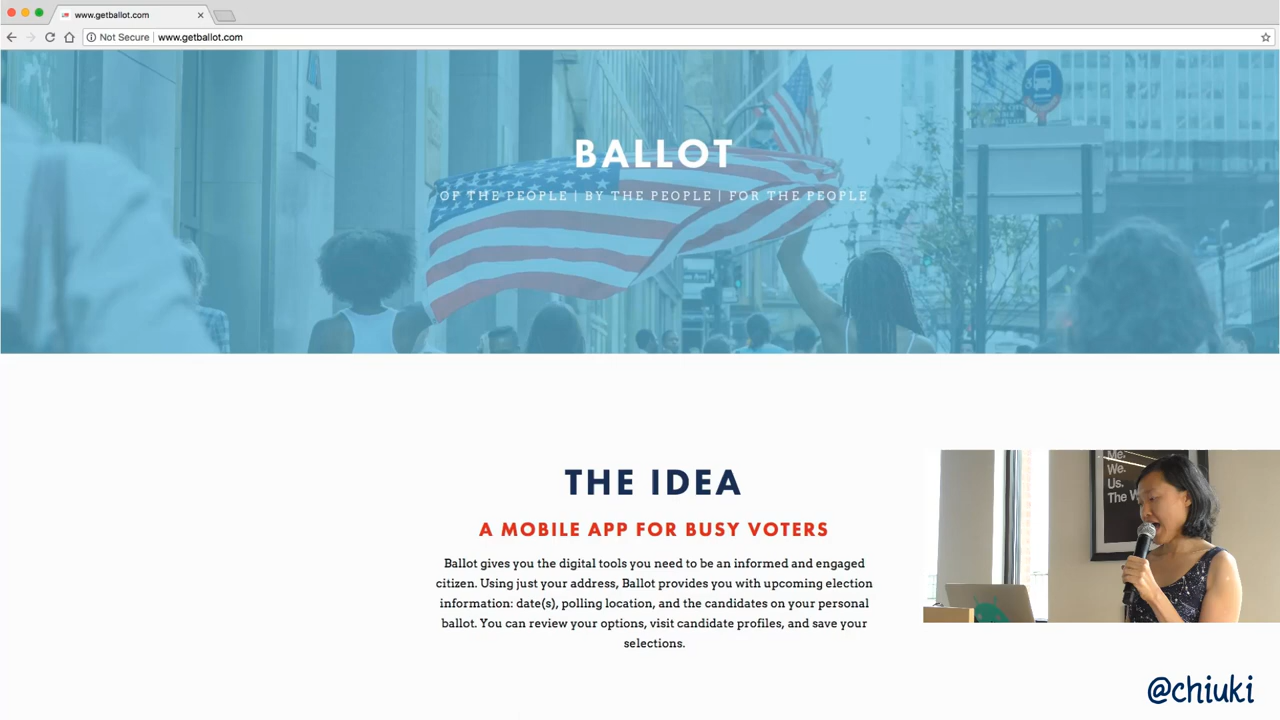 www.getballot.com
Not Secure | www.getballot.com
BALLOT
OF THE PEOPLE | BY THE PEOPLE | FOR THE PEOPLE
THE IDEA
A MOBILE APP FOR BUSY VOTERS
Ballot gives you the digital tools you need to be an informed and engaged
citizen. Using just your address, Ballot provides you with upcoming election
information: date(s), polling location, and the candidates on your personal
ballot. You can review your options, visit candidate profiles, and save your
selections.
Me.
We.
Us.
The
@chiuki